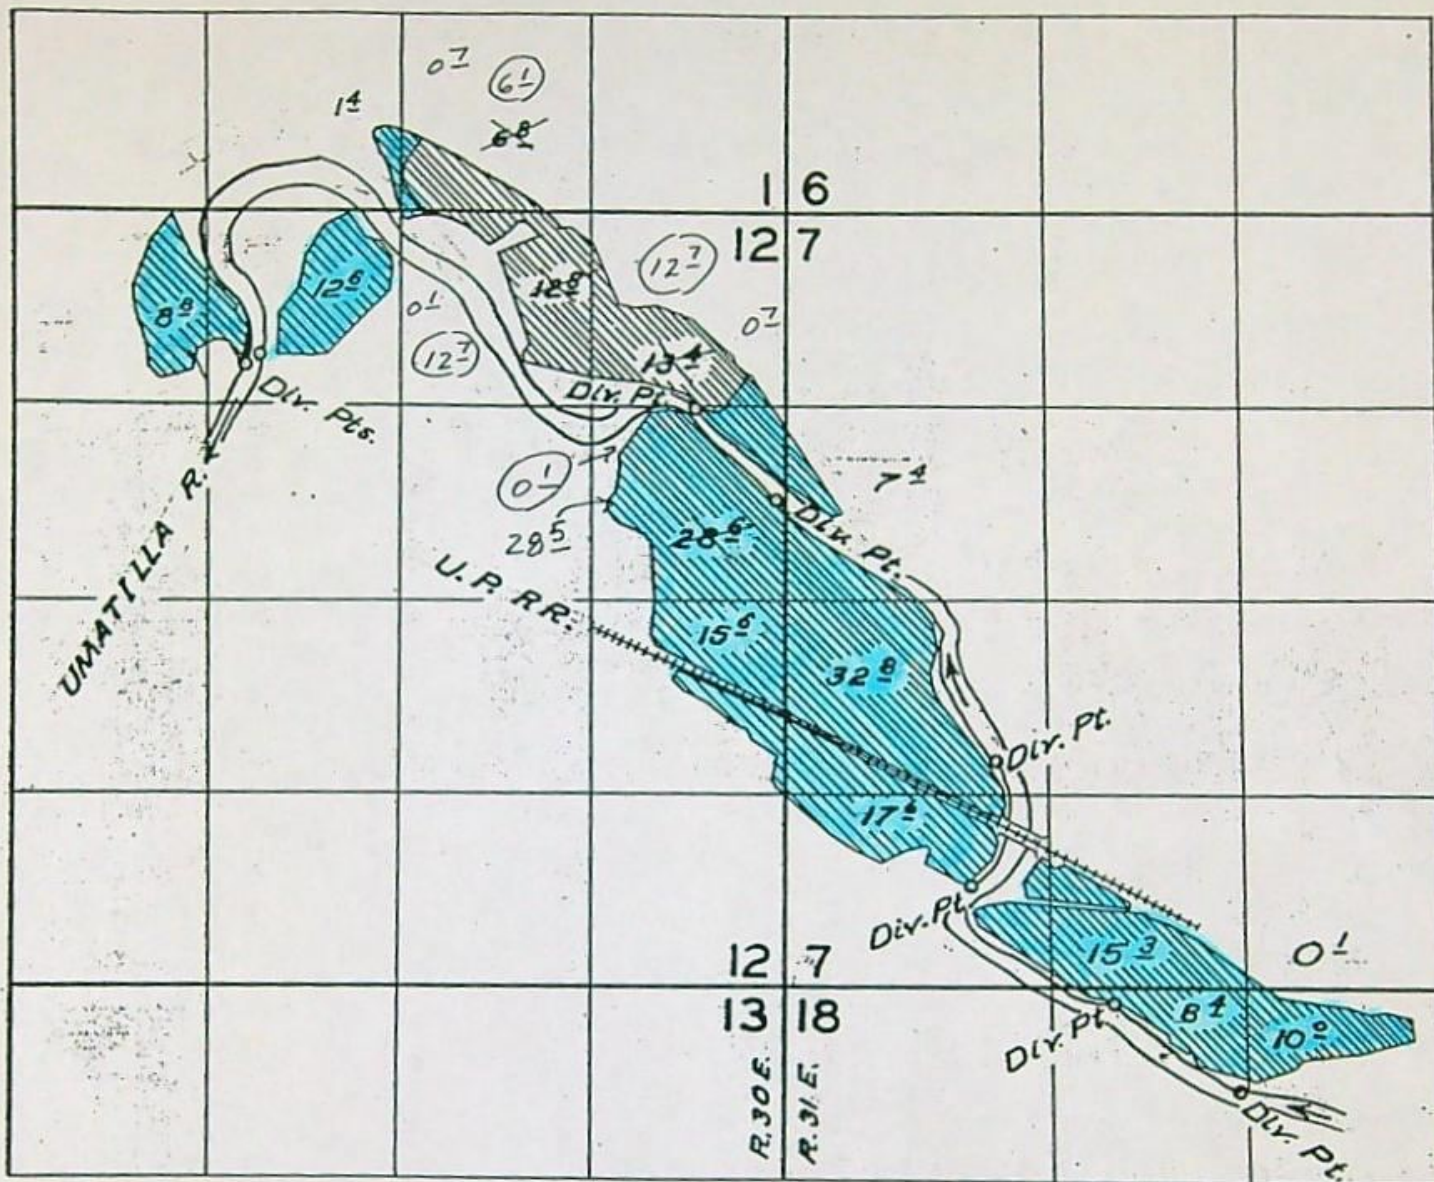 0 7
6 1
1 4
6 8
1 6
12 7
12 7
12 8
12 6
8 8
0 1
0 7
13 4
12 7
Div. Pt.
Div. Pts.
0 1
7 4
28 5
28 6
Div. Pt.
UMATILLA R.
U. P. R R.
15 6
32 8
Div. Pt.
17 6
Div. Pt.
15 3
0 1
12 7
13 18
8 4
10 0
Div. Pt.
Div. Pt.
R. 30 E.
R. 31 E.